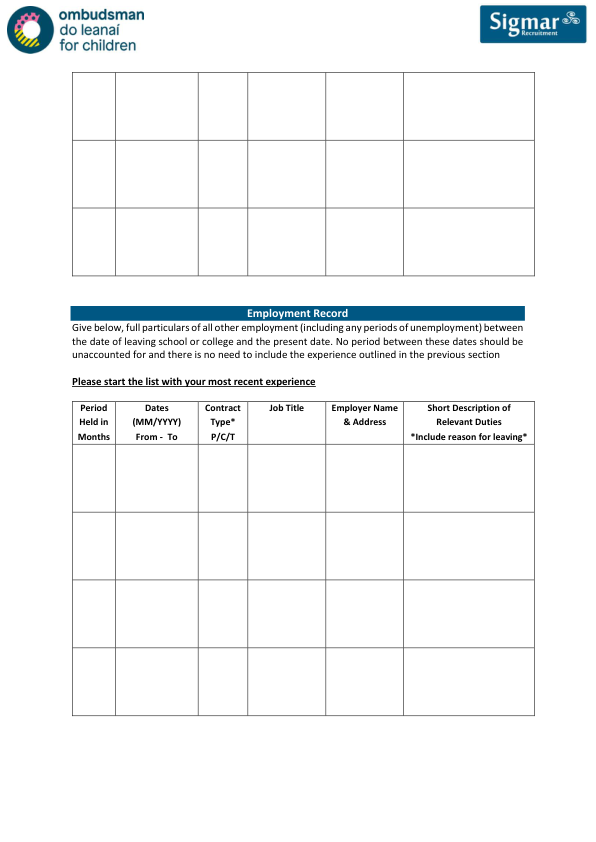 ombudsman
do leanaí
for children
Sigmar
Recruitment
Employment Record
Give below, full particulars of all other employment (including any periods of unemployment) between
the date of leaving school or college and the present date. No period between these dates should be
unaccounted for and there is no need to include the experience outlined in the previous section
Please start the list with your most recent experience
Period Held in Months
Dates (MM/YYYY) From - To
Contract Type* P/C/T
Job Title
Employer Name & Address
Short Description of Relevant Duties *Include reason for leaving*